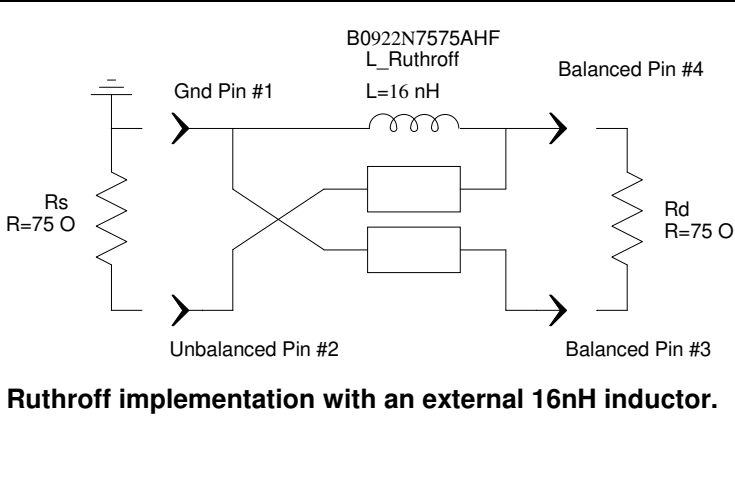 B0922N7575AHF
L_Ruthroff
L=16 nH
Balanced Pin #4
Gnd Pin #1
Rs
R=75 O
Rd
R=75 O
Unbalanced Pin #2
Balanced Pin #3
Ruthroff implementation with an external 16nH inductor.